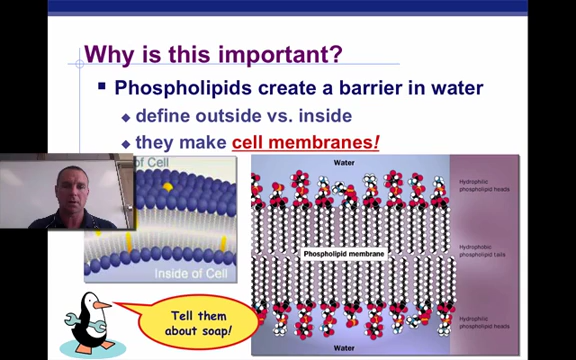 Why is this important?
Phospholipids create a barrier in water
define outside vs. inside
they make cell membranes!
of Cell
Inside of Cell
Water
Hydrophilic
phospholipid heads
Phospholipid membrane
Hydrophobic
phospholipid tails
Hydrophilic
phospholipid heads
Water
Tell them
about soap!